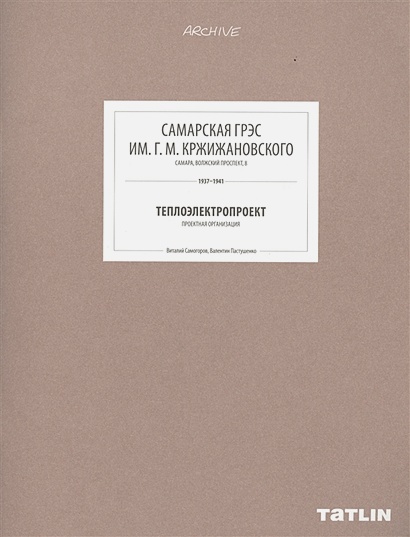 ARCHIVE
САМАРСКАЯ ГРЭС
ИМ. Г. М. КРЖИЖАНОВСКОГО
САМАРА, ВОЛЖСКИЙ ПРОСПЕКТ, 8
1937–1941
ТЕПЛОЭЛЕКТРОПРОЕКТ
ПРОЕКТНАЯ ОРГАНИЗАЦИЯ
Виталий Самогоров, Валентин Пастушенко
TATLIN